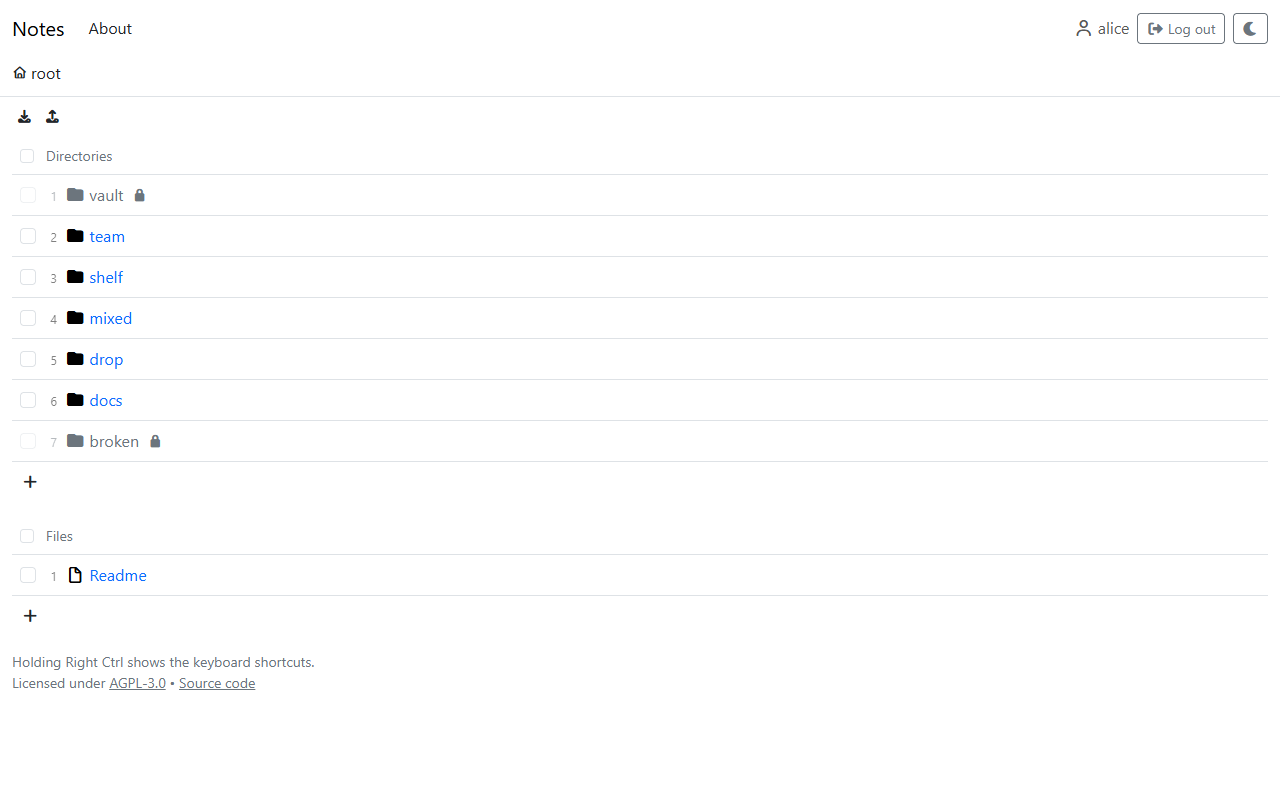 Notes About alice Log out
root
Directories
1 vault
2 team
3 shelf
4 mixed
5 drop
6 docs
7 broken
+
Files
1 Readme
+
Holding Right Ctrl shows the keyboard shortcuts.
Licensed under AGPL-3.0 • Source code